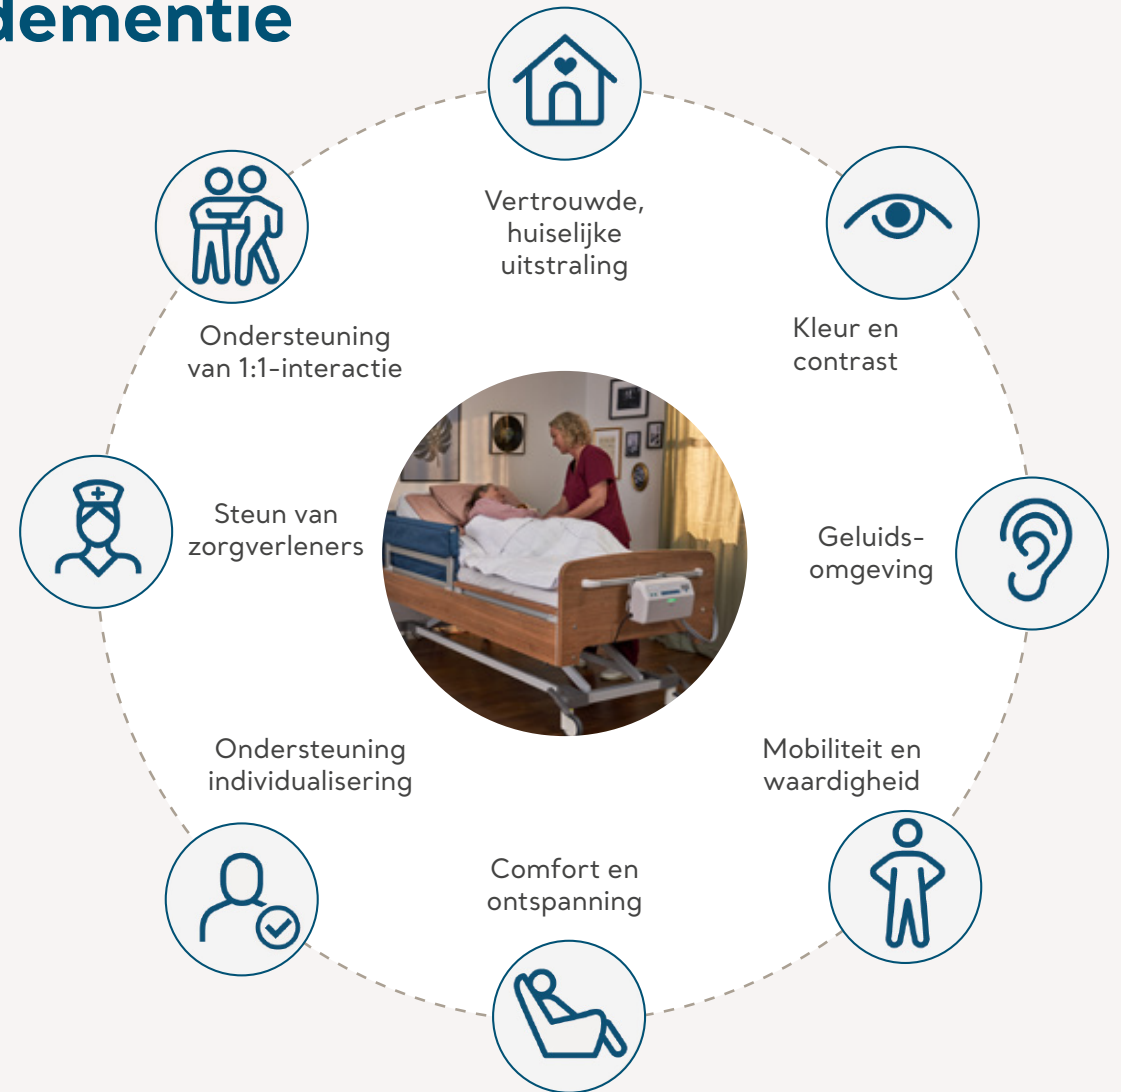 dementie
Vertrouwde,
huiselijke
uitstraling
Kleur en
contrast
Geluids-
omgeving
Mobiliteit en
waardigheid
Comfort en
ontspanning
Ondersteuning
individualisering
Steun van
zorgverleners
Ondersteuning
van 1:1-interactie